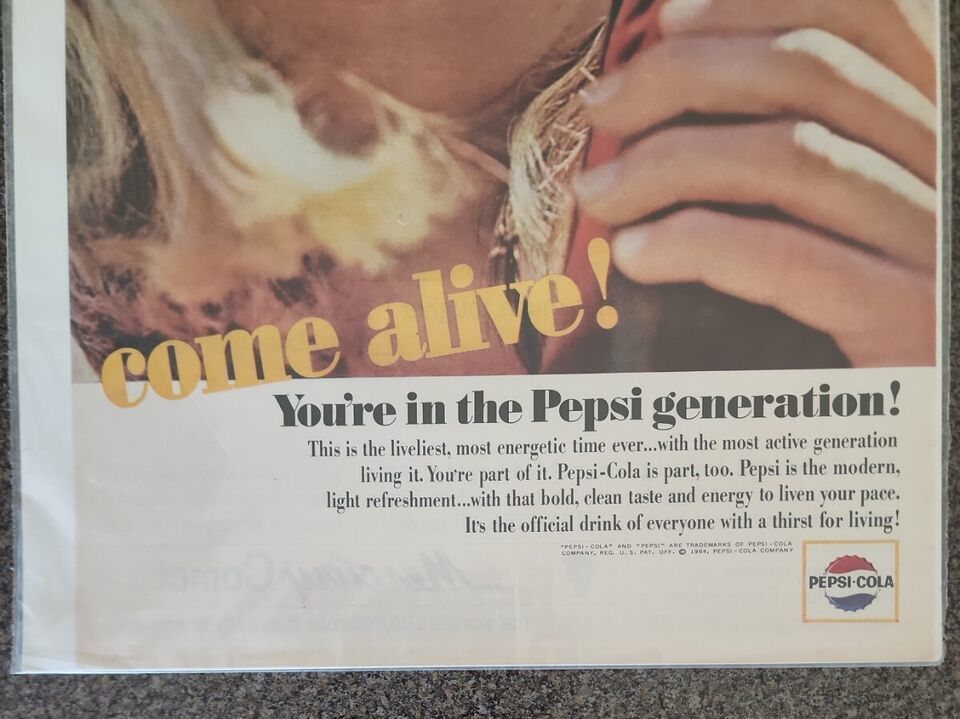 come alive!
You're in the Pepsi generation!
This is the liveliest, most energetic time ever...with the most active generation
living it. You're part of it. Pepsi-Cola is part, too. Pepsi is the modern,
light refreshment...with that bold, clean taste and energy to liven your pace.
It's the official drink of everyone with a thirst for living!
"PEPSI-COLA" AND "PEPSI" ARE TRADEMARKS OF PEPSI-COLA
COMPANY, REG. U.S. PAT. OFF. © 1964, PEPSI-COLA COMPANY
PEPSI-COLA